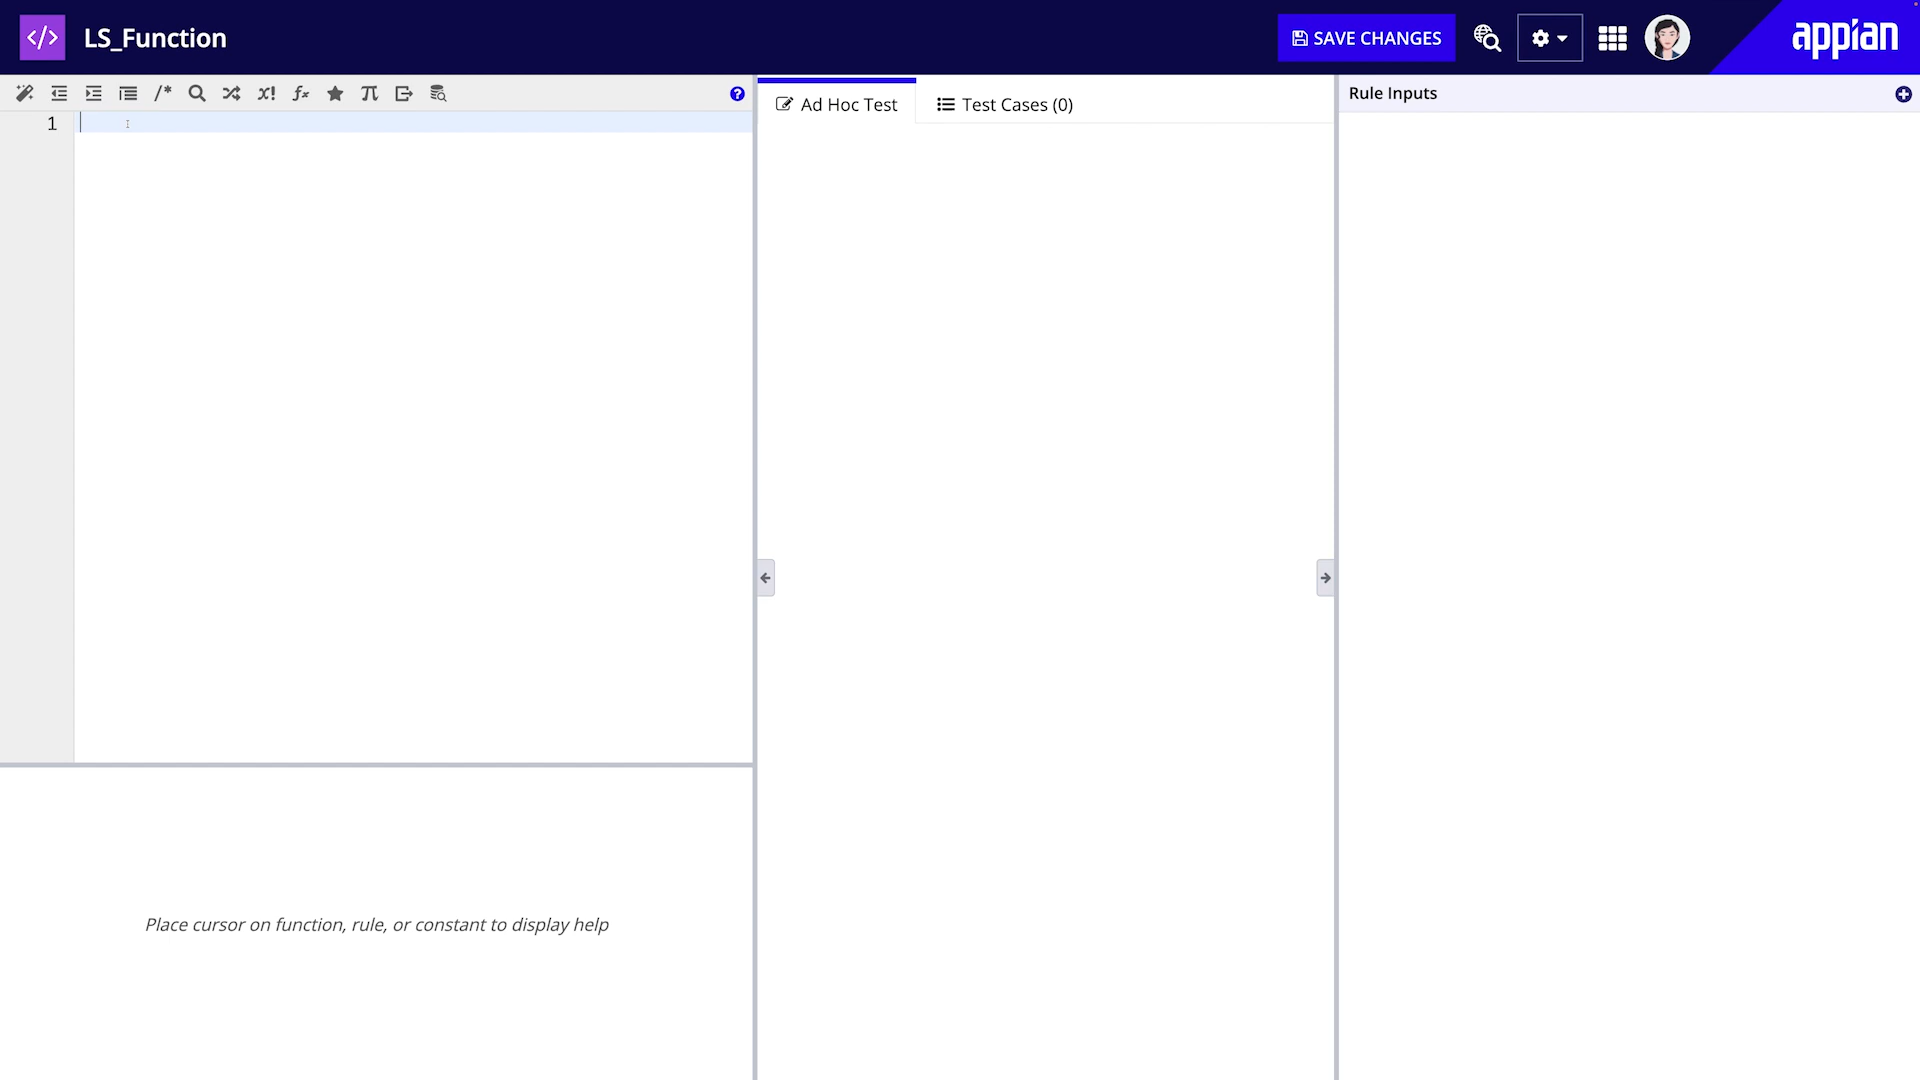 </> LS_Function
SAVE CHANGES
appian
/*
x!
fx
π
?
Ad Hoc Test
Test Cases (0)
Rule Inputs
1
Place cursor on function, rule, or constant to display help